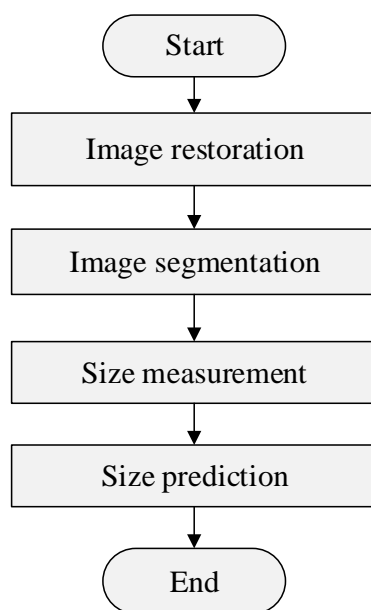 Start
Image restoration
Image segmentation
Size measurement
Size prediction
End